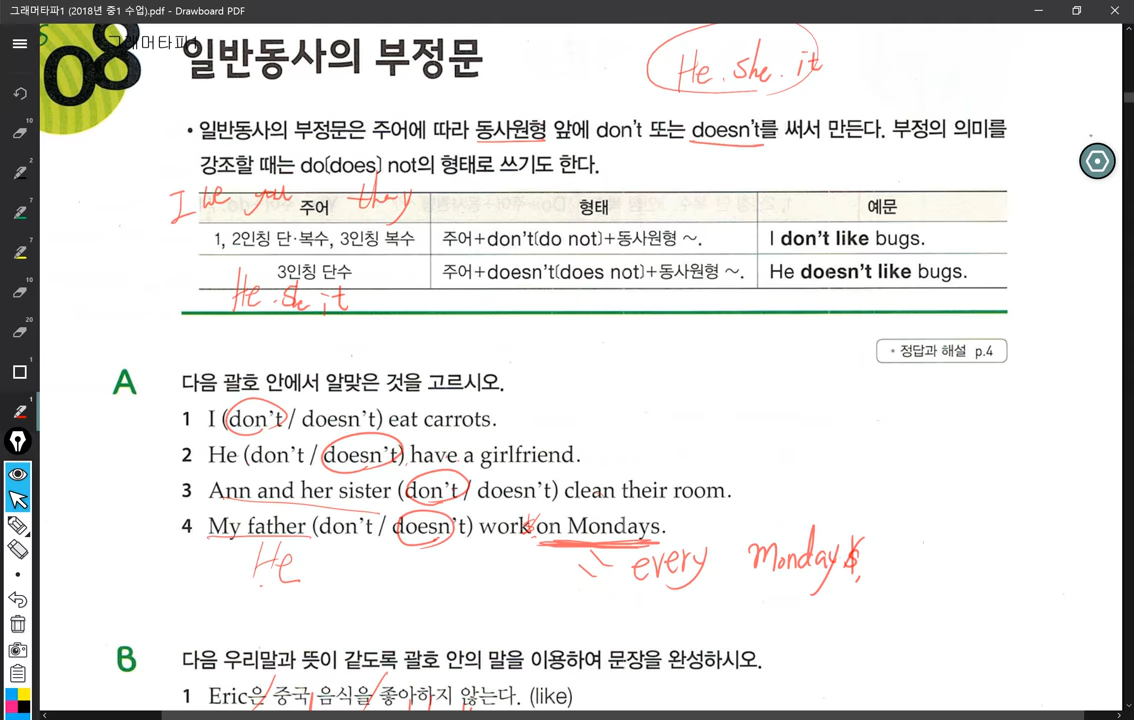 그래머타파1 (2018년 중1 수업).pdf - Drawboard PDF
그래머타파1
08 일반동사의 부정문
He. she. it
• 일반동사의 부정문은 주어에 따라 동사원형 앞에 don't 또는 doesn't를 써서 만든다. 부정의 의미를
강조할 때는 do(does) not의 형태로 쓰기도 한다.
I we you they
주어 형태 예문
1, 2인칭 단·복수, 3인칭 복수 주어+don't(do not)+동사원형 ~. I don't like bugs.
3인칭 단수 주어+doesn't(does not)+동사원형 ~. He doesn't like bugs.
He. she it
• 정답과 해설 p.4
A 다음 괄호 안에서 알맞은 것을 고르시오.
1 I (don't / doesn't) eat carrots.
2 He (don't / doesn't) have a girlfriend.
3 Ann and her sister (don't / doesn't) clean their room.
4 My father (don't / doesn't) work on Mondays.
He every monday
B 다음 우리말과 뜻이 같도록 괄호 안의 말을 이용하여 문장을 완성하시오.
1 Eric은 중국 음식을 좋아하지 않는다. (like)